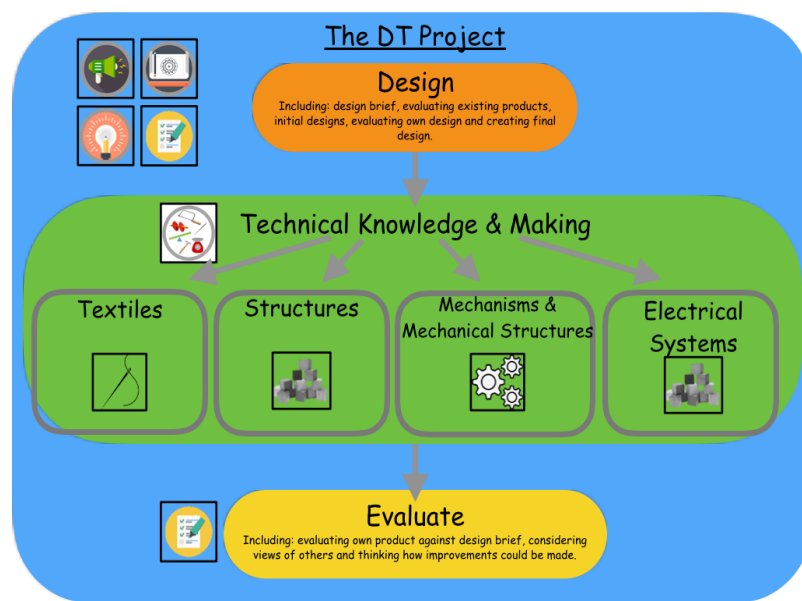 The DT Project
Design
Including: design brief, evaluating existing products,
initial designs, evaluating own design and creating final
design.
Technical Knowledge & Making
Textiles
Structures
Mechanisms &
Mechanical Structures
Electrical
Systems
Evaluate
Including: evaluating own product against design brief, considering
views of others and thinking how improvements could be made.